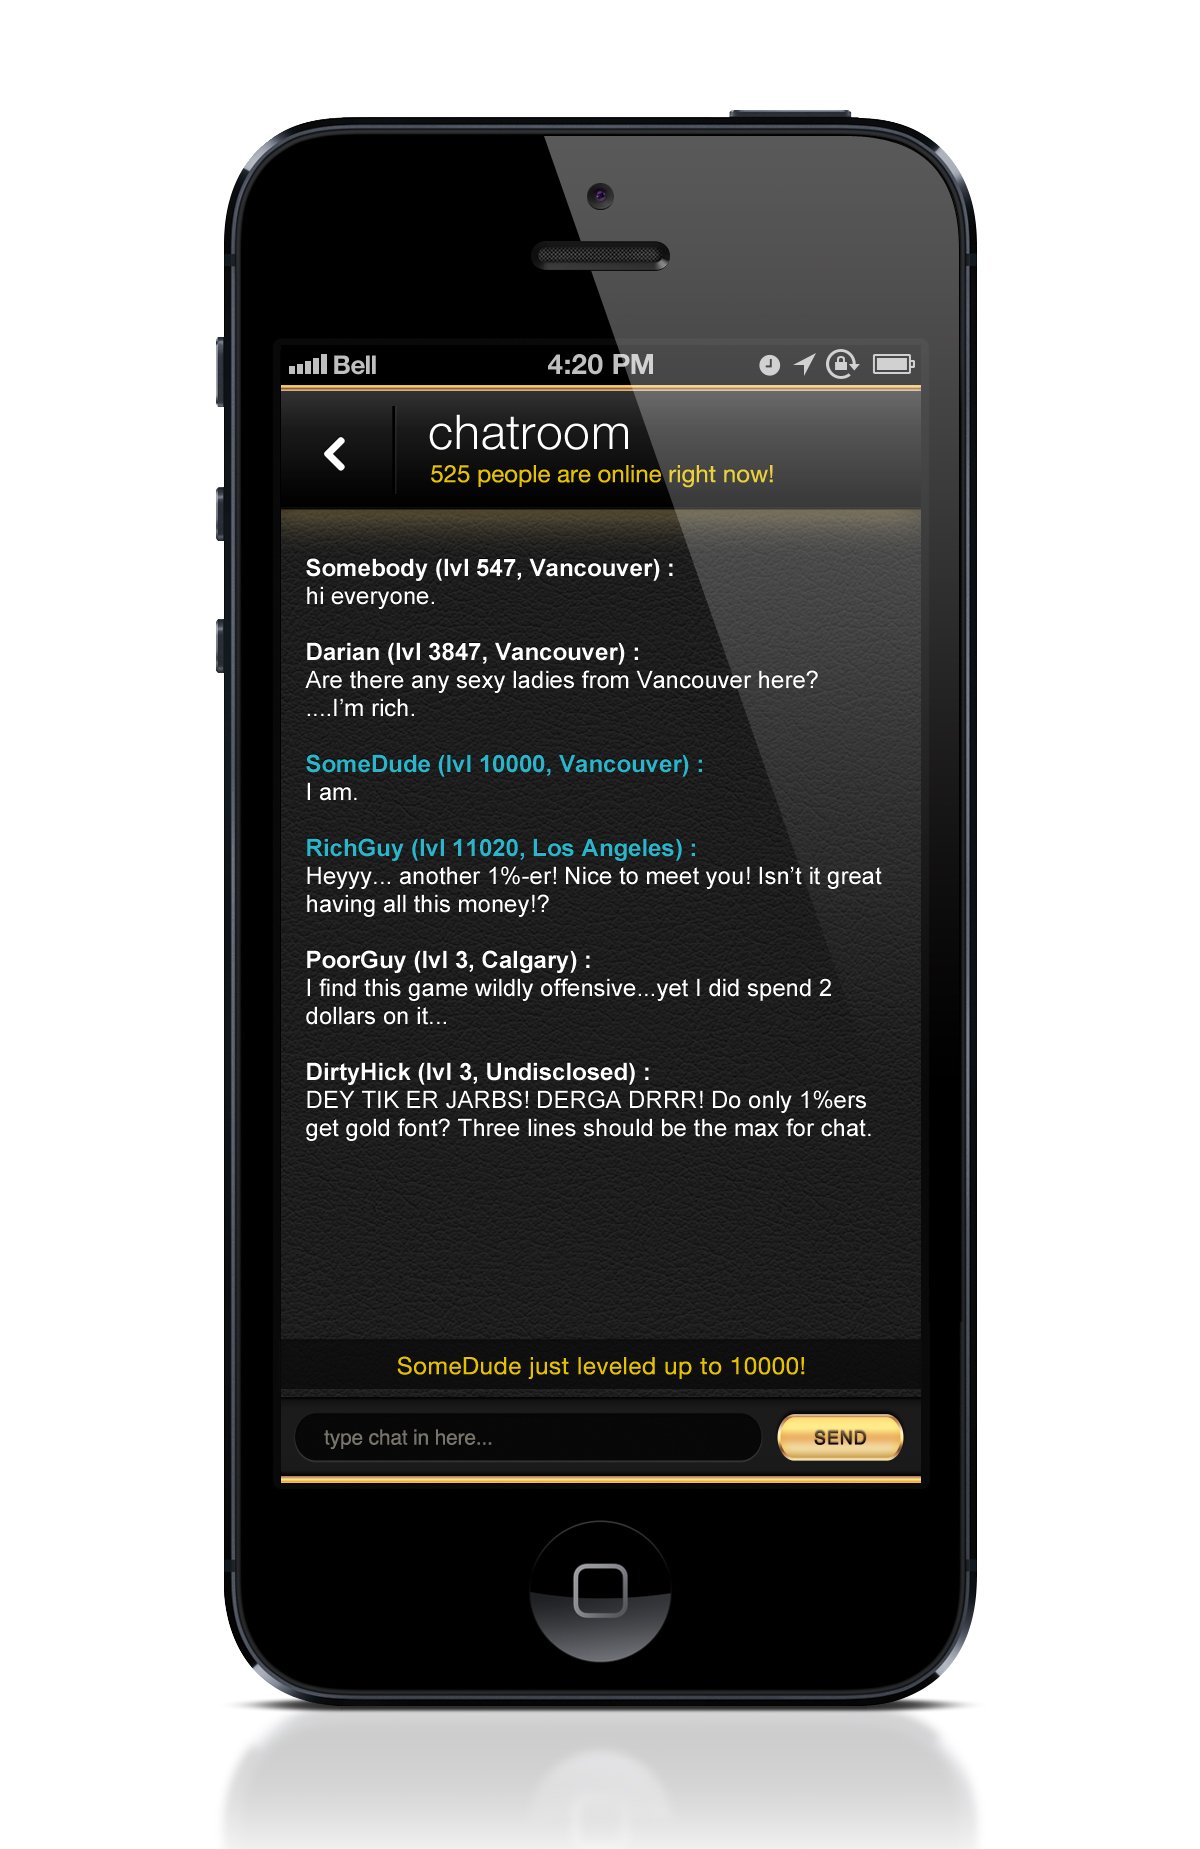 Bell 4:20 PM
chatroom
525 people are online right now!
Somebody (lvl 547, Vancouver) :
hi everyone.
Darian (lvl 3847, Vancouver) :
Are there any sexy ladies from Vancouver here?
....I'm rich.
SomeDude (lvl 10000, Vancouver) :
I am.
RichGuy (lvl 11020, Los Angeles) :
Heyyy... another 1%-er! Nice to meet you! Isn't it great
having all this money!?
PoorGuy (lvl 3, Calgary) :
I find this game wildly offensive...yet I did spend 2
dollars on it...
DirtyHick (lvl 3, Undisclosed) :
DEY TIK ER JARBS! DERGA DRRR! Do only 1%ers
get gold font? Three lines should be the max for chat.
SomeDude just leveled up to 10000!
type chat in here...
SEND